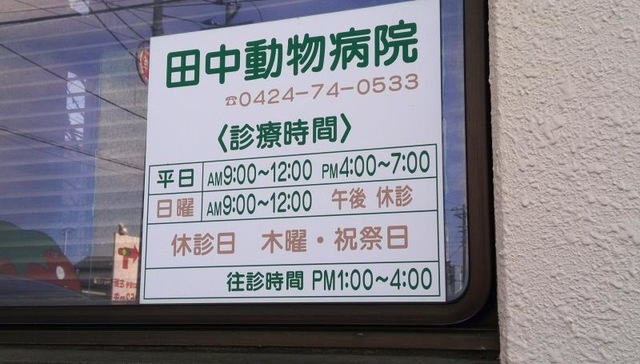 田中動物病院
☎0424-74-0533
〈診療時間〉
平日 AM9:00〜12:00 PM4:00〜7:00
日曜 AM9:00〜12:00 午後 休診
休診日 木曜・祝祭日
往診時間 PM1:00〜4:00